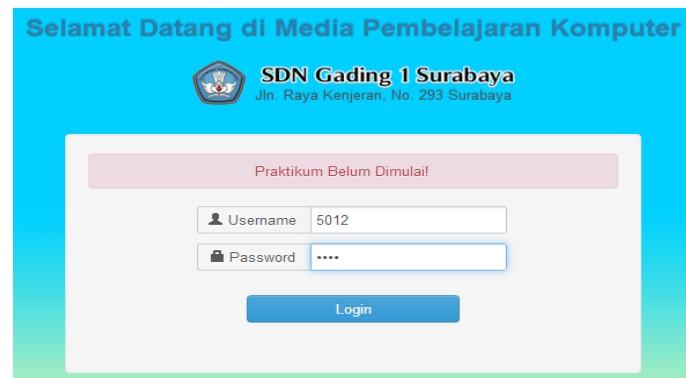 Selamat Datang di Media Pembelajaran Komputer
SDN Gading 1 Surabaya
Jln. Raya Kenjeran, No. 293 Surabaya
Praktikum Belum Dimulai!
Username 5012
Password ····
Login